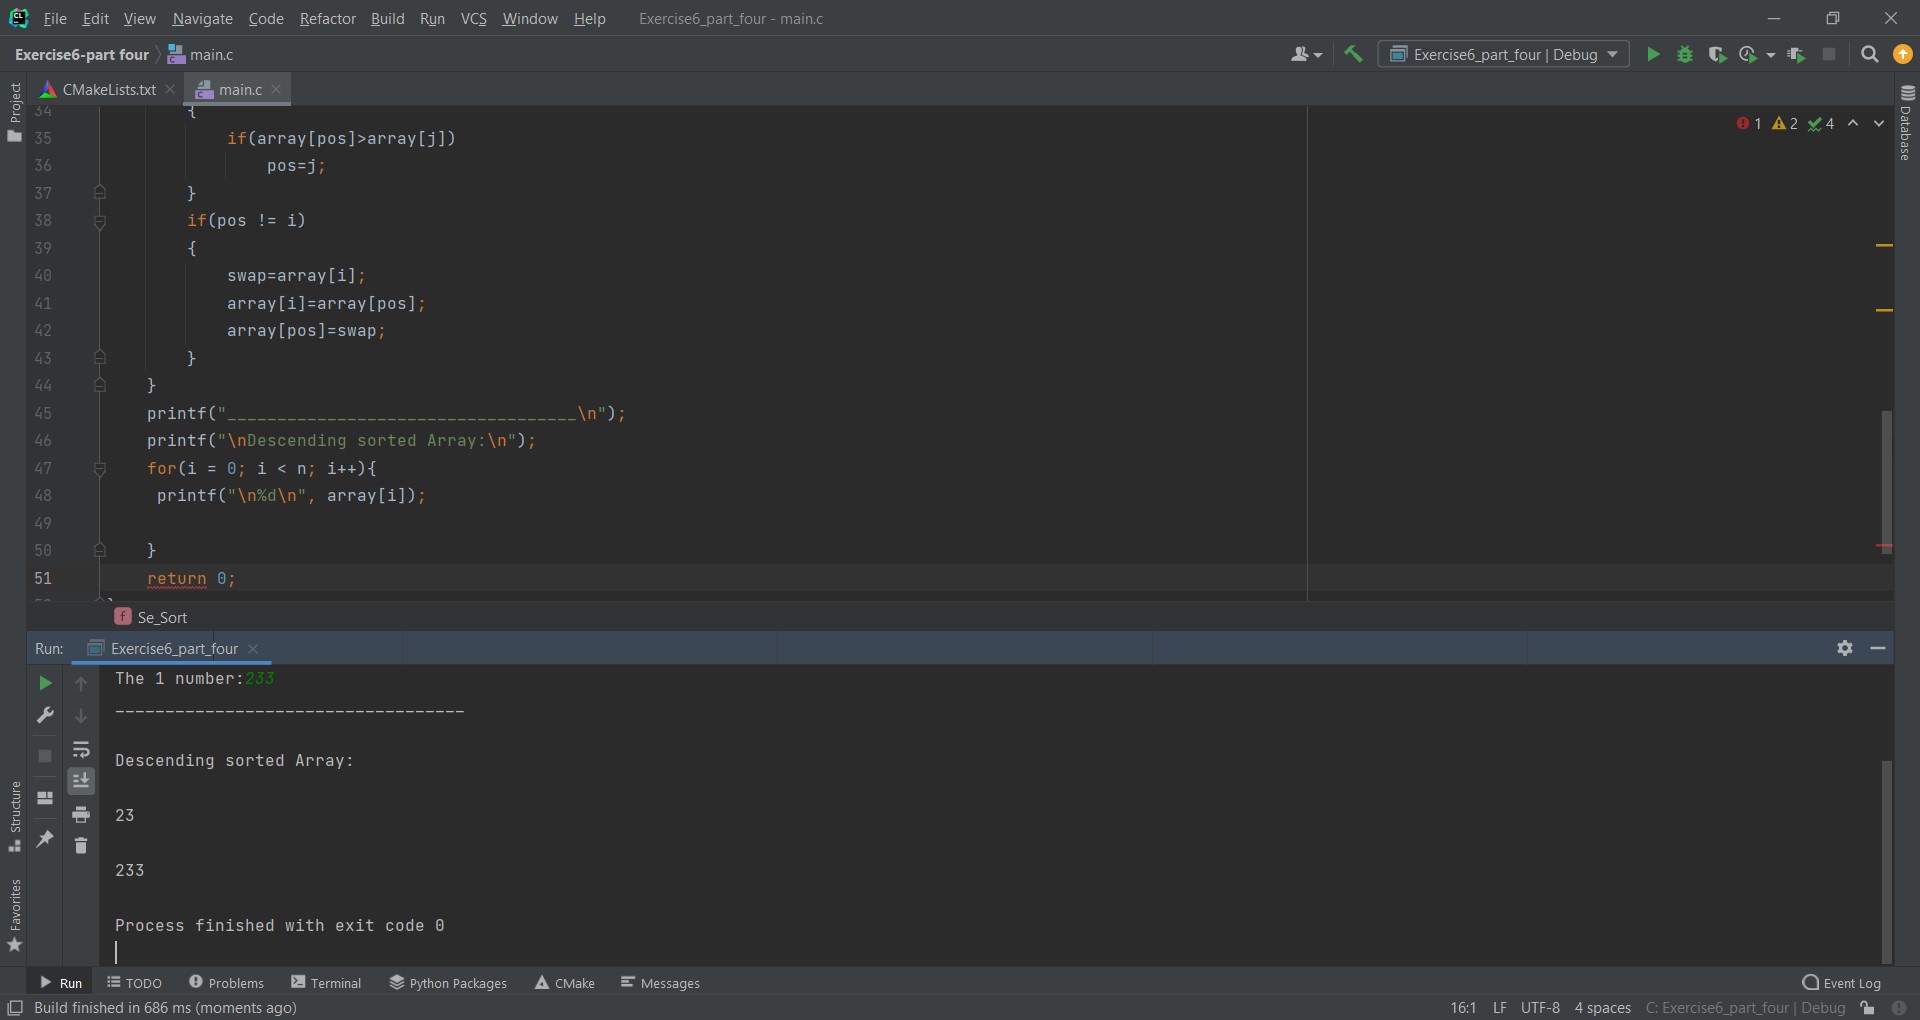 File Edit View Navigate Code Refactor Build Run VCS Window Help Exercise6_part_four - main.c
Exercise6-part four main.c Exercise6_part_four | Debug
CMakeLists.txt main.c
Project
Database
1 2 4
34 {
35 if(array[pos]>array[j])
36 pos=j;
37 }
38 if(pos != i)
39 {
40 swap=array[i];
41 array[i]=array[pos];
42 array[pos]=swap;
43 }
44 }
45 printf("___________________________________\n");
46 printf("\nDescending sorted Array:\n");
47 for(i = 0; i < n; i++){
48 printf("\n%d\n", array[i]);
49
50 }
51 return 0;
f Se_Sort
Run: Exercise6_part_four
The 1 number:233
___________________________________
Descending sorted Array:
23
233
Process finished with exit code 0
Structure
Favorites
Run TODO Problems Terminal Python Packages CMake Messages Event Log
Build finished in 686 ms (moments ago) 16:1 LF UTF-8 4 spaces C: Exercise6_part_four | Debug